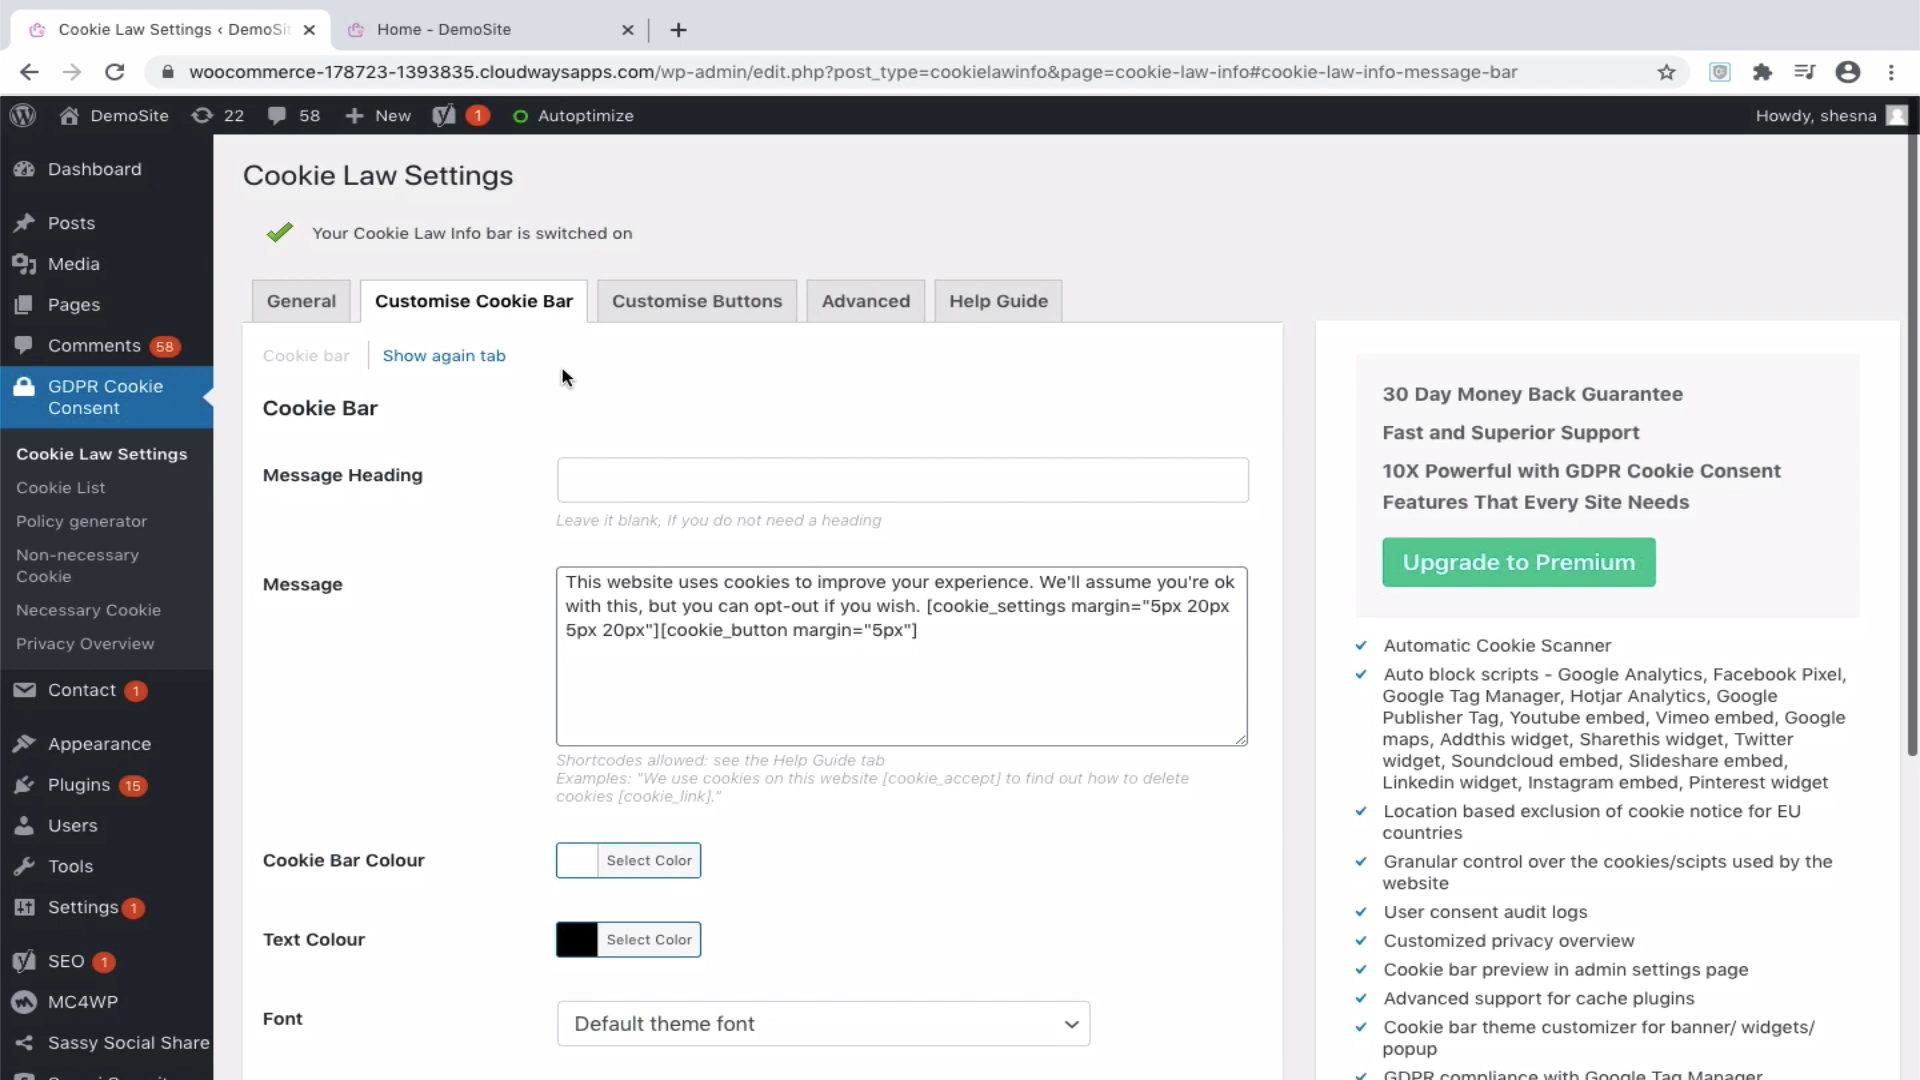 Cookie Law Settings ‹ DemoSit
Home - DemoSite
woocommerce-178723-1393835.cloudwaysapps.com/wp-admin/edit.php?post_type=cookielawinfo&page=cookie-law-info#cookie-law-info-message-bar
DemoSite
22
58
New
1
Autoptimize
Howdy, shesna
Dashboard
Posts
Media
Pages
Comments 58
GDPR Cookie
Consent
Cookie Law Settings
Cookie List
Policy generator
Non-necessary
Cookie
Necessary Cookie
Privacy Overview
Contact 1
Appearance
Plugins 15
Users
Tools
Settings 1
SEO 1
MC4WP
Sassy Social Share
Cookie Law Settings
Your Cookie Law Info bar is switched on
General
Customise Cookie Bar
Customise Buttons
Advanced
Help Guide
Cookie bar
Show again tab
Cookie Bar
Message Heading
Leave it blank, If you do not need a heading
Message
This website uses cookies to improve your experience. We'll assume you're ok
with this, but you can opt-out if you wish. [cookie_settings margin="5px 20px
5px 20px"][cookie_button margin="5px"]
Shortcodes allowed: see the Help Guide tab
Examples: "We use cookies on this website [cookie_accept] to find out how to delete
cookies [cookie_link]."
Cookie Bar Colour
Select Color
Text Colour
Select Color
Font
Default theme font
30 Day Money Back Guarantee
Fast and Superior Support
10X Powerful with GDPR Cookie Consent
Features That Every Site Needs
Upgrade to Premium
Automatic Cookie Scanner
Auto block scripts - Google Analytics, Facebook Pixel,
Google Tag Manager, Hotjar Analytics, Google
Publisher Tag, Youtube embed, Vimeo embed, Google
maps, Addthis widget, Sharethis widget, Twitter
widget, Soundcloud embed, Slideshare embed,
Linkedin widget, Instagram embed, Pinterest widget
Location based exclusion of cookie notice for EU
countries
Granular control over the cookies/scipts used by the
website
User consent audit logs
Customized privacy overview
Cookie bar preview in admin settings page
Advanced support for cache plugins
Cookie bar theme customizer for banner/ widgets/
popup
GDPR compliance with Google Tag Manager